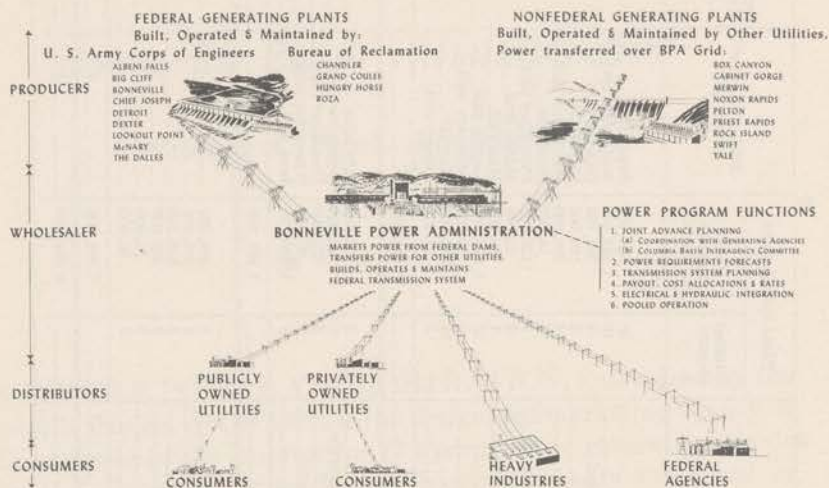 FEDERAL GENERATING PLANTS
Built, Operated & Maintained by:
U. S. Army Corps of Engineers
ALBENI FALLS
BIG CLIFF
BONNEVILLE
CHIEF JOSEPH
DETROIT
DEXTER
LOOKOUT POINT
McNARY
THE DALLES
Bureau of Reclamation
CHANDLER
GRAND COULEE
HUNGRY HORSE
ROZA
NONFEDERAL GENERATING PLANTS
Built, Operated & Maintained by Other Utilities,
Power transferred over BPA Grid:
BOX CANYON
CABINET GORGE
MERWIN
NOXON RAPIDS
PELTON
PRIEST RAPIDS
ROCK ISLAND
SWIFT
YALE
PRODUCERS
WHOLESALER
BONNEVILLE POWER ADMINISTRATION
MARKETS POWER FROM FEDERAL DAMS,
TRANSFERS POWER FOR OTHER UTILITIES
BUILDS, OPERATES & MAINTAINS
FEDERAL TRANSMISSION SYSTEM
POWER PROGRAM FUNCTIONS
1. JOINT ADVANCE PLANNING
(a) COORDINATION WITH GENERATING AGENCIES
(b) COLUMBIA BASIN INTERAGENCY COMMITTEE
2. POWER REQUIREMENTS FORECASTS
3. TRANSMISSION SYSTEM PLANNING
4. PAYOUT, COST ALLOCATIONS & RATES
5. ELECTRICAL & HYDRAULIC INTEGRATION
6. POOLED OPERATION
DISTRIBUTORS
PUBLICLY
OWNED
UTILITIES
PRIVATELY
OWNED
UTILITIES
CONSUMERS
CONSUMERS
CONSUMERS
HEAVY
INDUSTRIES
FEDERAL
AGENCIES